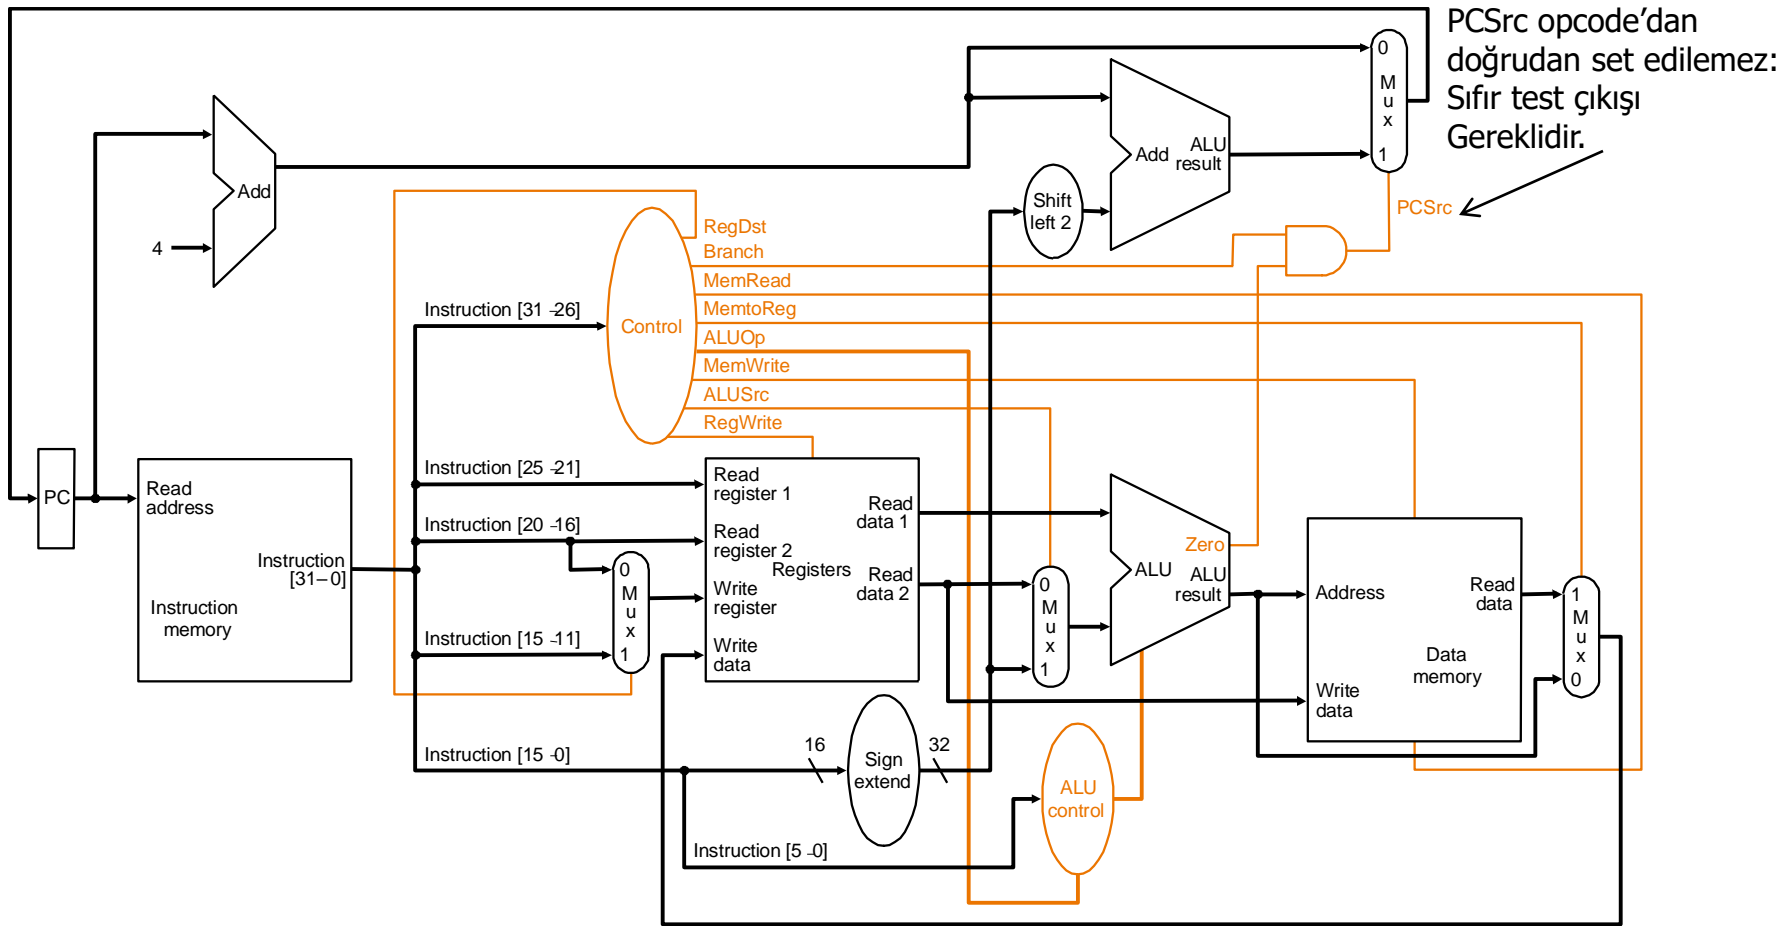 PCSrc opcode’dan
doğrudan set edilemez:
Sıfır test çıkışı
Gereklidir.
0
M
u
x
1
Add
ALU
result
Add
4
Shift
left 2
PCSrc
RegDst
Branch
MemRead
MemtoReg
ALUOp
MemWrite
ALUSrc
RegWrite
Control
Instruction [31–26]
Instruction [25–21]
Instruction [20–16]
Instruction [15–11]
Instruction [15–0]
Instruction [5–0]
PC
Read
address
Instruction
[31–0]
Instruction
memory
0
M
u
x
1
Read
register 1
Read
register 2
Write
register
Write
data
Registers
Read
data 1
Read
data 2
0
M
u
x
1
Zero
ALU
ALU
result
Address
Write
data
Read
data
Data
memory
1
M
u
x
0
16
Sign
extend
32
ALU
control